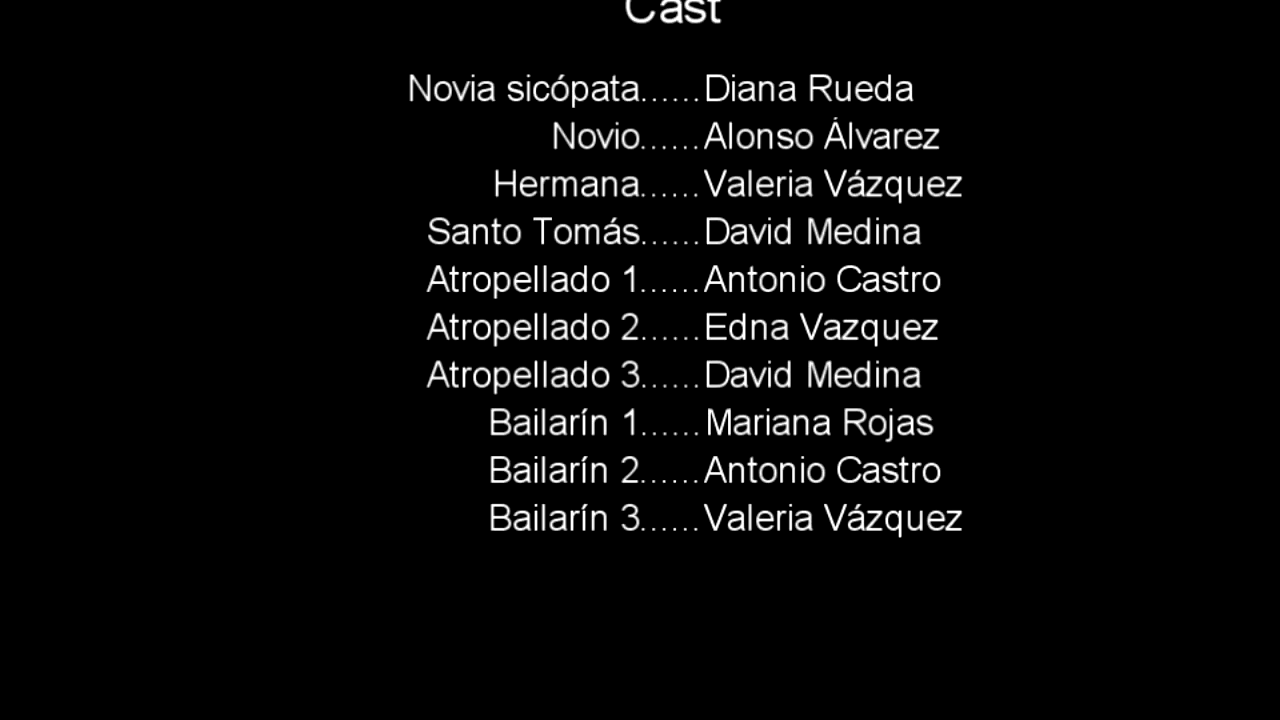 Cast
Novia sicópata......Diana Rueda
Novio......Alonso Álvarez
Hermana......Valeria Vázquez
Santo Tomás......David Medina
Atropellado 1......Antonio Castro
Atropellado 2......Edna Vazquez
Atropellado 3......David Medina
Bailarín 1......Mariana Rojas
Bailarín 2......Antonio Castro
Bailarín 3......Valeria Vázquez